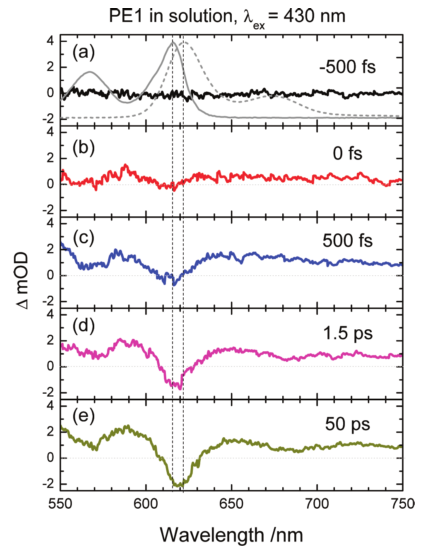 PE1 in solution, λex = 430 nm
(a)
-500 fs
4
2
0
-2
(b)
0 fs
4
2
0
-2
(c)
500 fs
4
2
0
-2
(d)
1.5 ps
4
2
0
-2
(e)
50 ps
4
2
0
-2
Δ mOD
550 600 650 700 750
Wavelength /nm